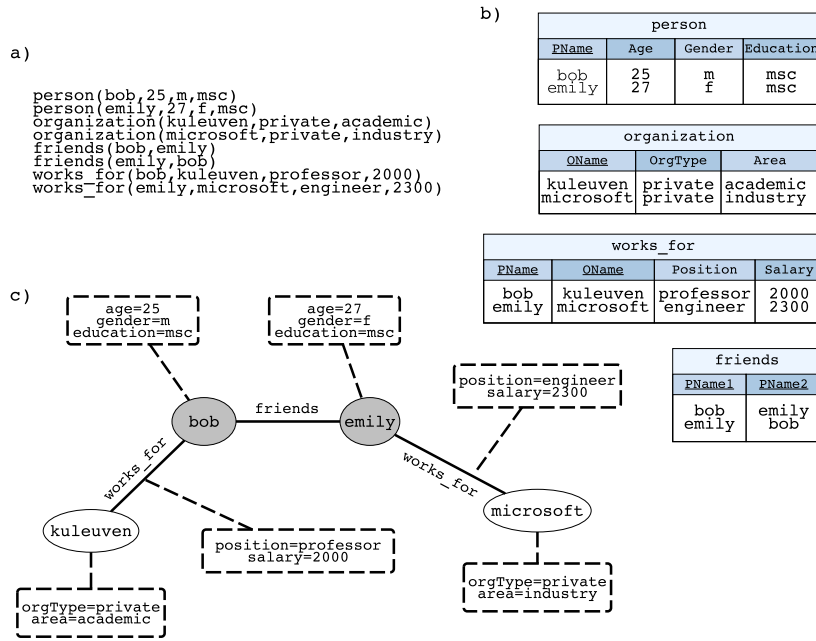 a)
person(bob,25,m,msc)
person(emily,27,f,msc)
organization(kuleuven,private,academic)
organization(microsoft,private,industry)
friends(bob,emily)
friends(emily,bob)
works_for(bob,kuleuven,professor,2000)
works_for(emily,microsoft,engineer,2300)
b)
person
PName Age Gender Education
bob 25 m msc
emily 27 f msc
organization
OName OrgType Area
kuleuven private academic
microsoft private industry
works_for
PName OName Position Salary
bob kuleuven professor 2000
emily microsoft engineer 2300
friends
PName1 PName2
bob emily
emily bob
c)
age=25
gender=m
education=msc
age=27
gender=f
education=msc
position=engineer
salary=2300
bob
friends
emily
works_for
works_for
kuleuven
microsoft
position=professor
salary=2000
orgType=private
area=academic
orgType=private
area=industry